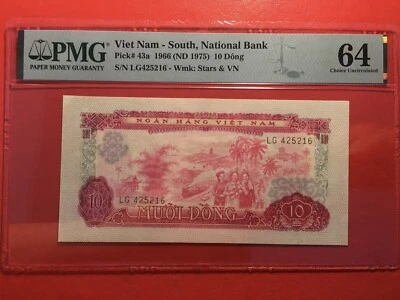 PMG
PAPER MONEY GUARANTY
Viet Nam - South, National Bank
Pick# 43a 1966 (ND 1975) 10 Dông
S/N LG425216 - Wmk: Stars & VN
64
Choice Uncirculated
NGÂN HÀNG VIỆT NAM
LG 425216
LG 425216
10 MƯỜI ĐỒNG 10